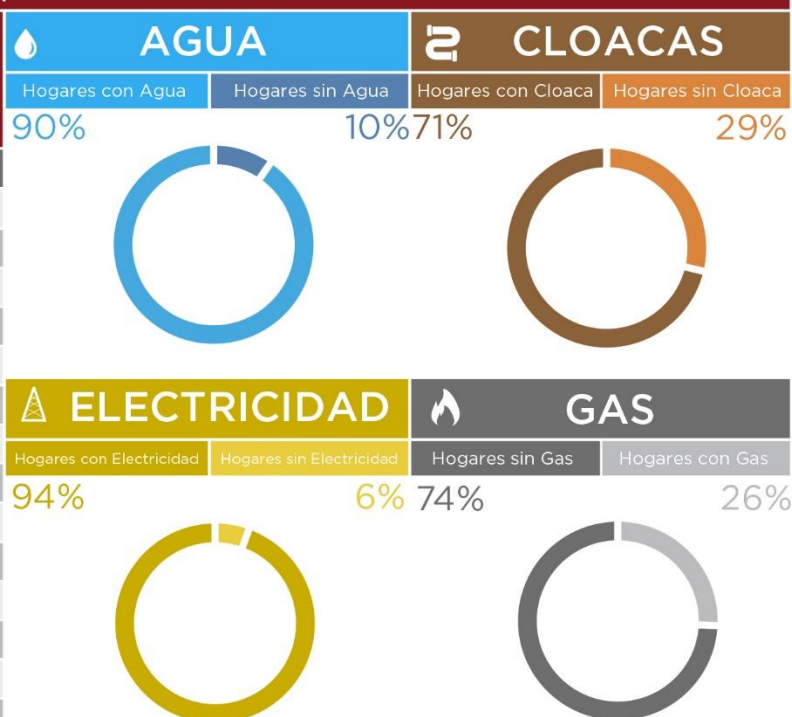 AGUA
Hogares con Agua
Hogares sin Agua
90%
10%
CLOACAS
Hogares con Cloaca
Hogares sin Cloaca
71%
29%
ELECTRICIDAD
Hogares con Electricidad
Hogares sin Electricidad
94%
6%
GAS
Hogares sin Gas
Hogares con Gas
74%
26%